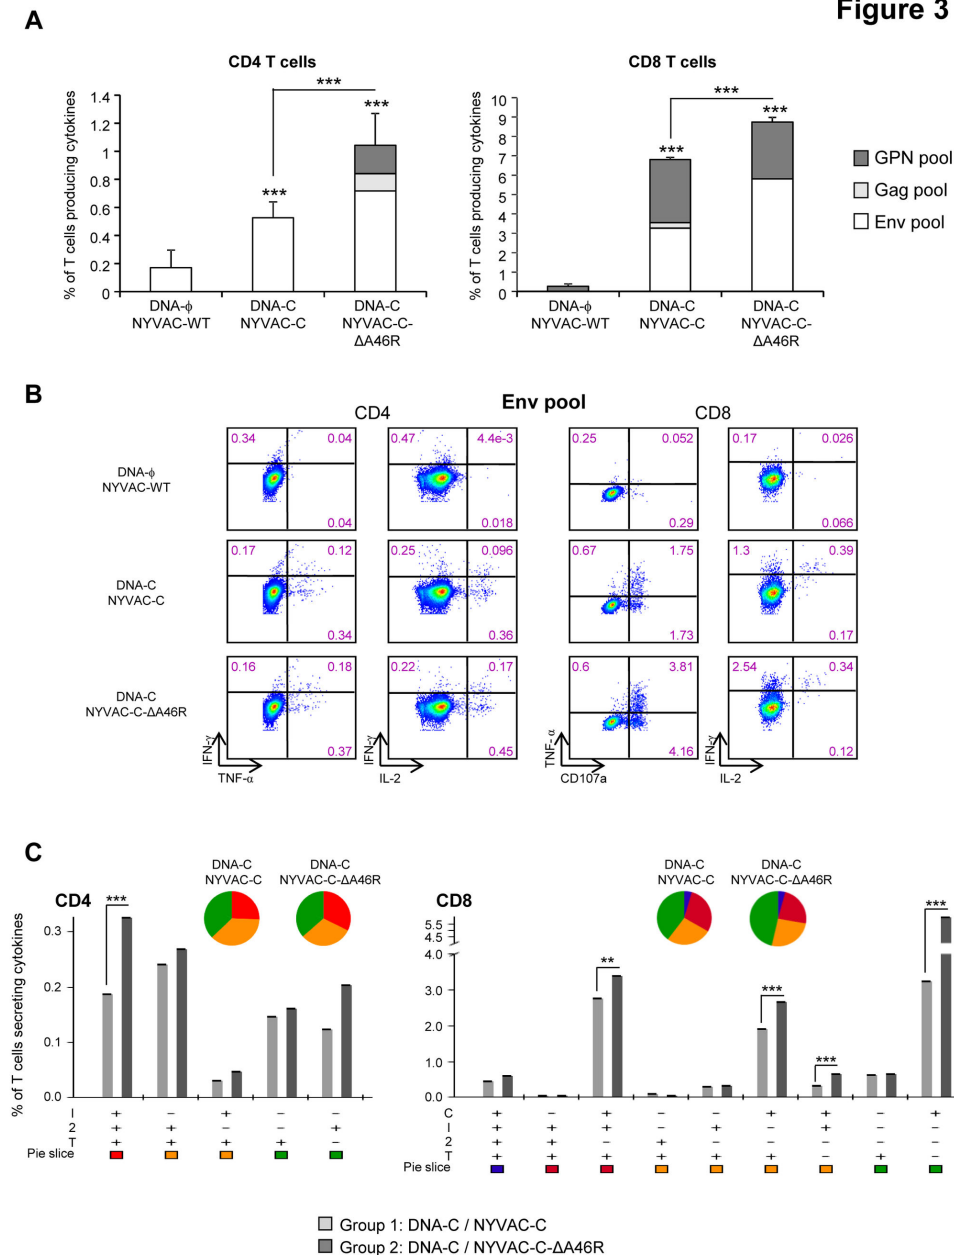 Figure 3
A
CD4 T cells
% of T cells producing cytokines
1.4
1.2
1
0.8
0.6
0.4
0.2
0
***
***
***
DNA-ϕ
NYVAC-WT
DNA-C
NYVAC-C
DNA-C
NYVAC-C-
ΔA46R
CD8 T cells
% of T cells producing cytokines
10
9
8
7
6
5
4
3
2
1
0
***
***
***
DNA-ϕ
NYVAC-WT
DNA-C
NYVAC-C
DNA-C
NYVAC-C-
ΔA46R
GPN pool
Gag pool
Env pool
B
Env pool
CD4
CD8
DNA-ϕ
NYVAC-WT
0.34 0.04
0.04
0.47 4.4e-3
0.018
0.25 0.052
0.29
0.17 0.026
0.066
DNA-C
NYVAC-C
0.17 0.12
0.34
0.25 0.096
0.36
0.67 1.75
1.73
1.3 0.39
0.17
DNA-C
NYVAC-C-ΔA46R
0.16 0.18
0.37
0.22 0.17
0.45
0.6 3.81
4.16
2.54 0.34
0.12
IFN-γ
TNF-α
IFN-γ
IL-2
TNF-α
CD107a
IFN-γ
IL-2
C
CD4
DNA-C
NYVAC-C
DNA-C
NYVAC-C-ΔA46R
% of T cells secreting cytokines
0.3
0.2
0.1
0.0
***
I + − + − −
2 + + − − +
T + + + + −
Pie slice
CD8
DNA-C
NYVAC-C
DNA-C
NYVAC-C-ΔA46R
5.5
4.5
4.0
3.0
2.0
1.0
0.0
**
***
***
***
C + − + − − + + − +
I + + + − + + + − −
2 + + − + − − − − −
T + + + + + + − + −
Pie slice
Group 1: DNA-C / NYVAC-C
Group 2: DNA-C / NYVAC-C-ΔA46R